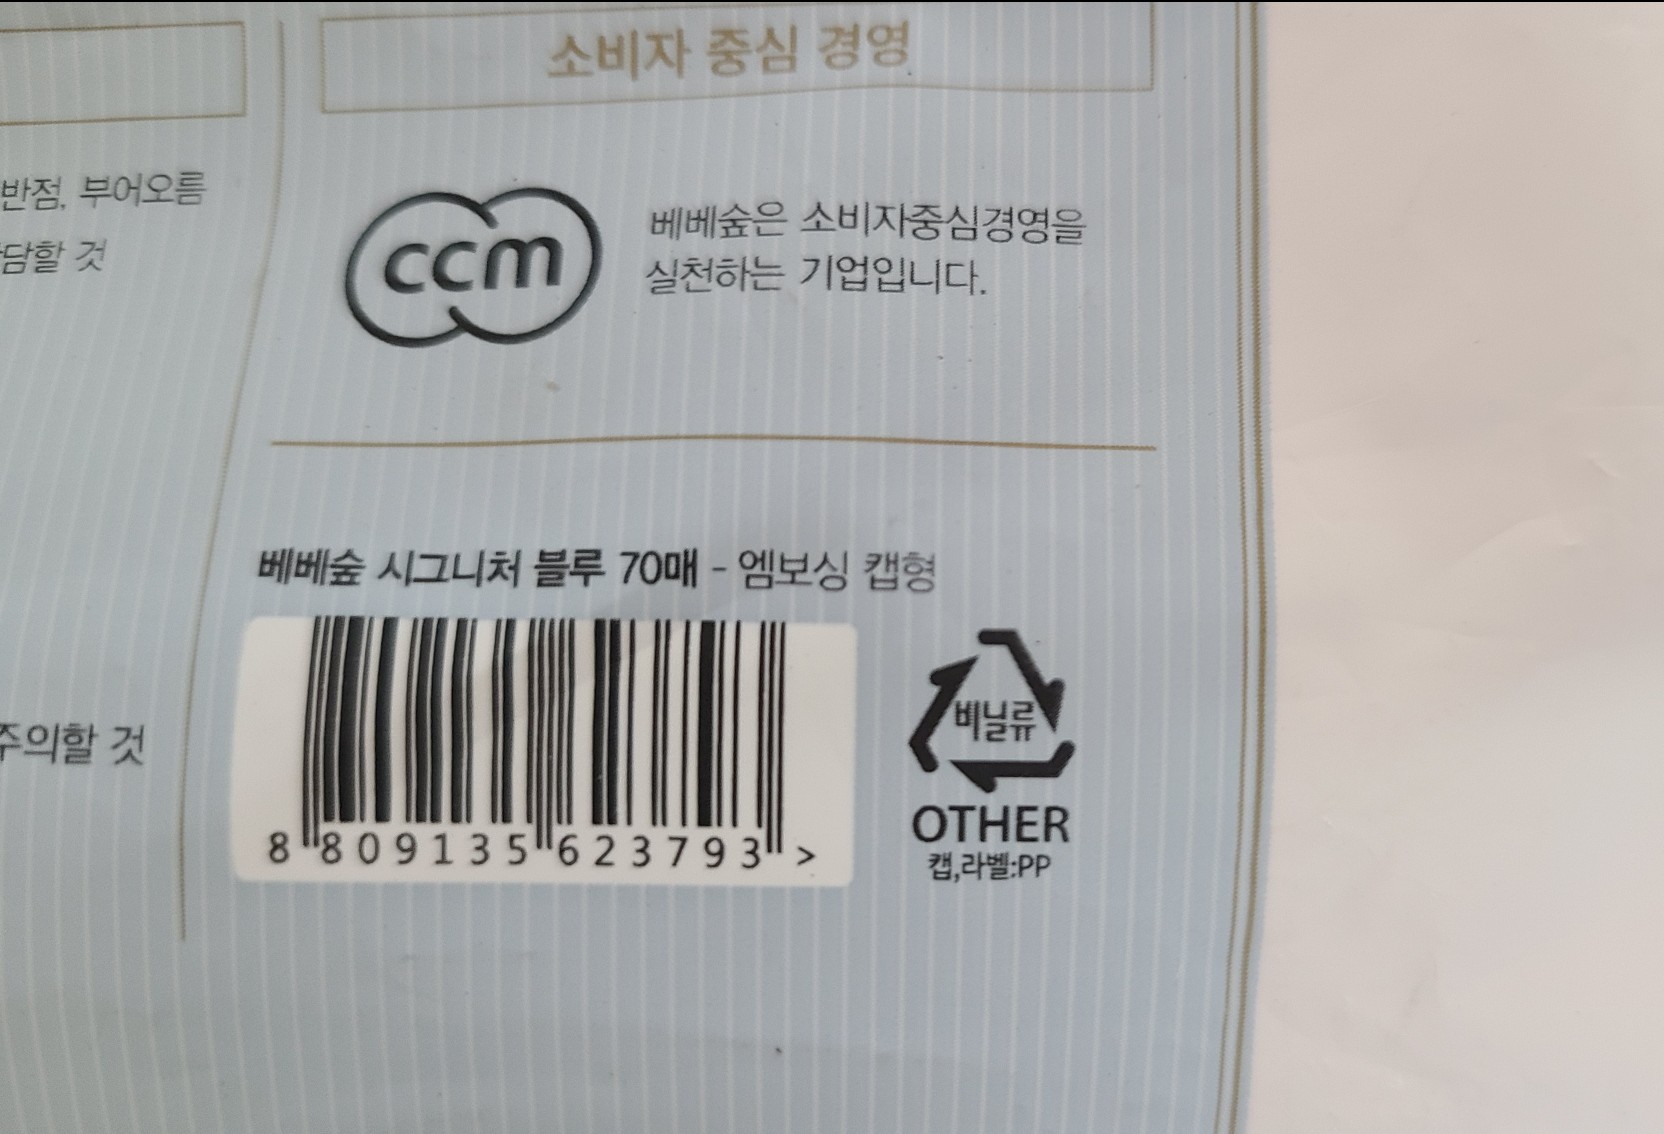 소비자 중심 경영
반점, 부어오름
담할 것
ccm
베베숲은 소비자중심경영을
실천하는 기업입니다.
주의할 것
베베숲 시그니처 블루 70매 - 엠보싱 캡형
8 809135 623793 >
비닐류
OTHER
캡,라벨:PP